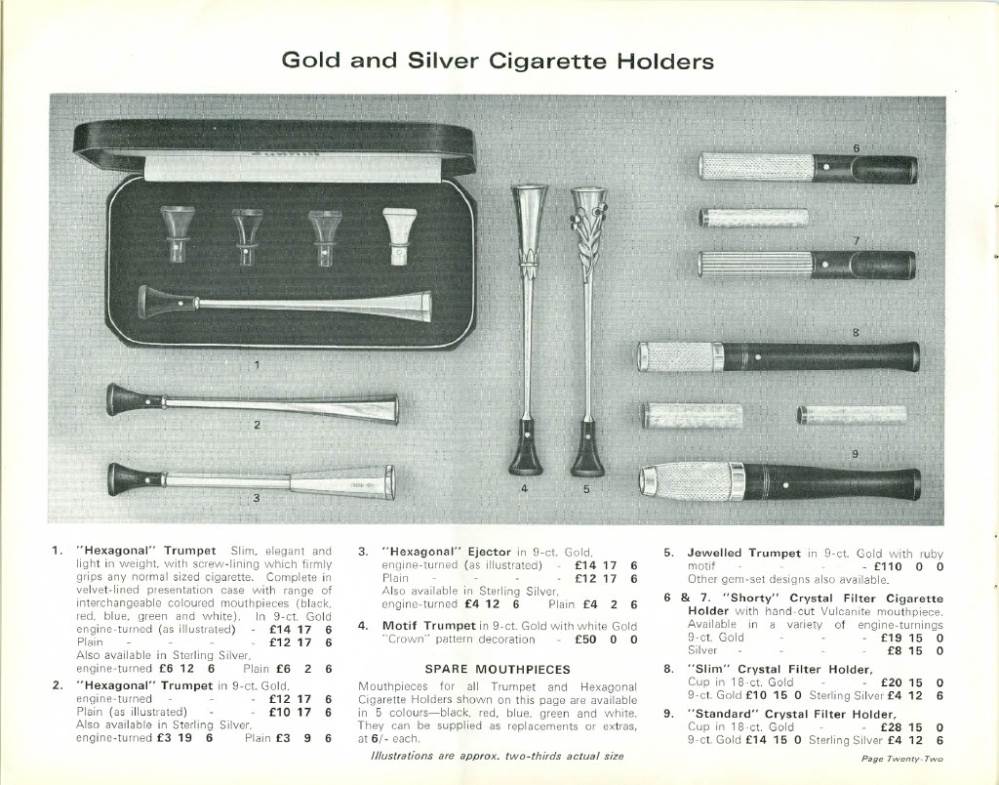 Gold and Silver Cigarette Holders
1
2
3
4
5
6
7
8
9
1. "Hexagonal" Trumpet Slim, elegant and
light in weight, with screw-lining which firmly
grips any normal sized cigarette. Complete in
velvet-lined presentation case with range of
interchangeable coloured mouthpieces (black,
red, blue, green and white). In 9-ct. Gold
engine-turned (as illustrated) - £14 17 6
Plain - - - - £12 17 6
Also available in Sterling Silver,
engine-turned £6 12 6 Plain £6 2 6
2. "Hexagonal" Trumpet in 9-ct. Gold,
engine-turned - - - £12 17 6
Plain (as illustrated) - - £10 17 6
Also available in Sterling Silver,
engine-turned £3 19 6 Plain £3 9 6
3. "Hexagonal" Ejector in 9-ct. Gold,
engine-turned (as illustrated) - £14 17 6
Plain - - - - £12 17 6
Also available in Sterling Silver,
engine-turned £4 12 6 Plain £4 2 6
4. Motif Trumpet in 9-ct. Gold with white Gold
"Crown" pattern decoration - £50 0 0
SPARE MOUTHPIECES
Mouthpieces for all Trumpet and Hexagonal
Cigarette Holders shown on this page are available
in 5 colours—black, red, blue, green and white.
They can be supplied as replacements or extras,
at 6/- each.
Illustrations are approx. two-thirds actual size
5. Jewelled Trumpet in 9-ct. Gold with ruby
motif - - - - £110 0 0
Other gem-set designs also available.
6 & 7. "Shorty" Crystal Filter Cigarette
Holder with hand-cut Vulcanite mouthpiece.
Available in a variety of engine-turnings
9-ct. Gold - - - £19 15 0
Silver - - - - £8 15 0
8. "Slim" Crystal Filter Holder,
Cup in 18-ct. Gold - - £20 15 0
9-ct. Gold £10 15 0 Sterling Silver £4 12 6
9. "Standard" Crystal Filter Holder,
Cup in 18-ct. Gold - - £28 15 0
9-ct. Gold £14 15 0 Sterling Silver £4 12 6
Page Twenty-Two